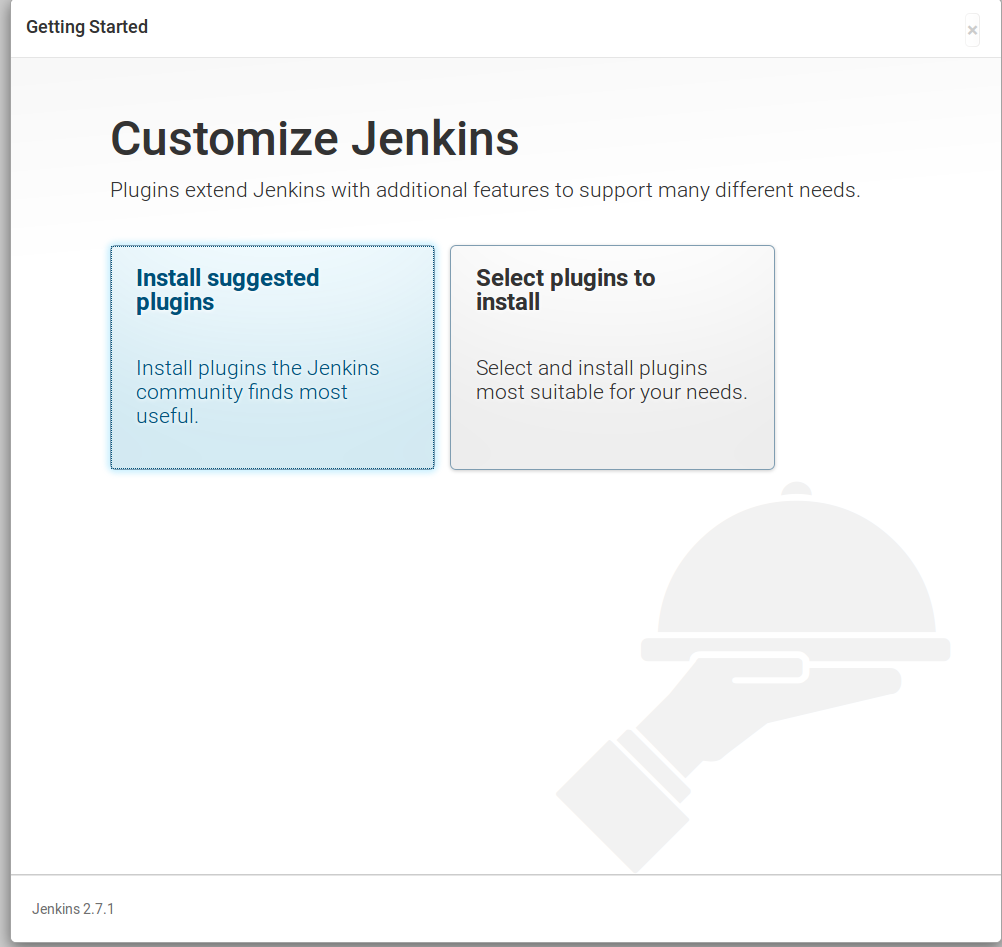 Getting Started
×
Customize Jenkins
Plugins extend Jenkins with additional features to support many different needs.
Install suggested
plugins
Install plugins the Jenkins
community finds most
useful.
Select plugins to
install
Select and install plugins
most suitable for your needs.
Jenkins 2.7.1